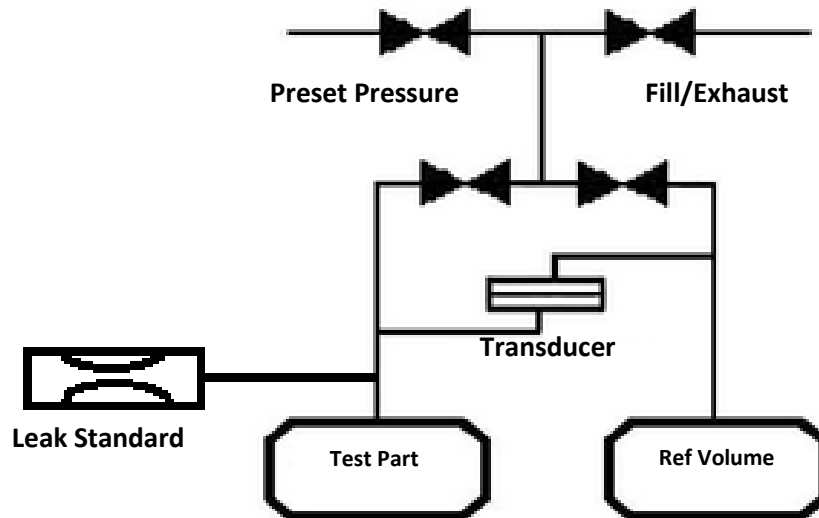 Preset Pressure
Fill/Exhaust
Transducer
Leak Standard
Test Part
Ref Volume